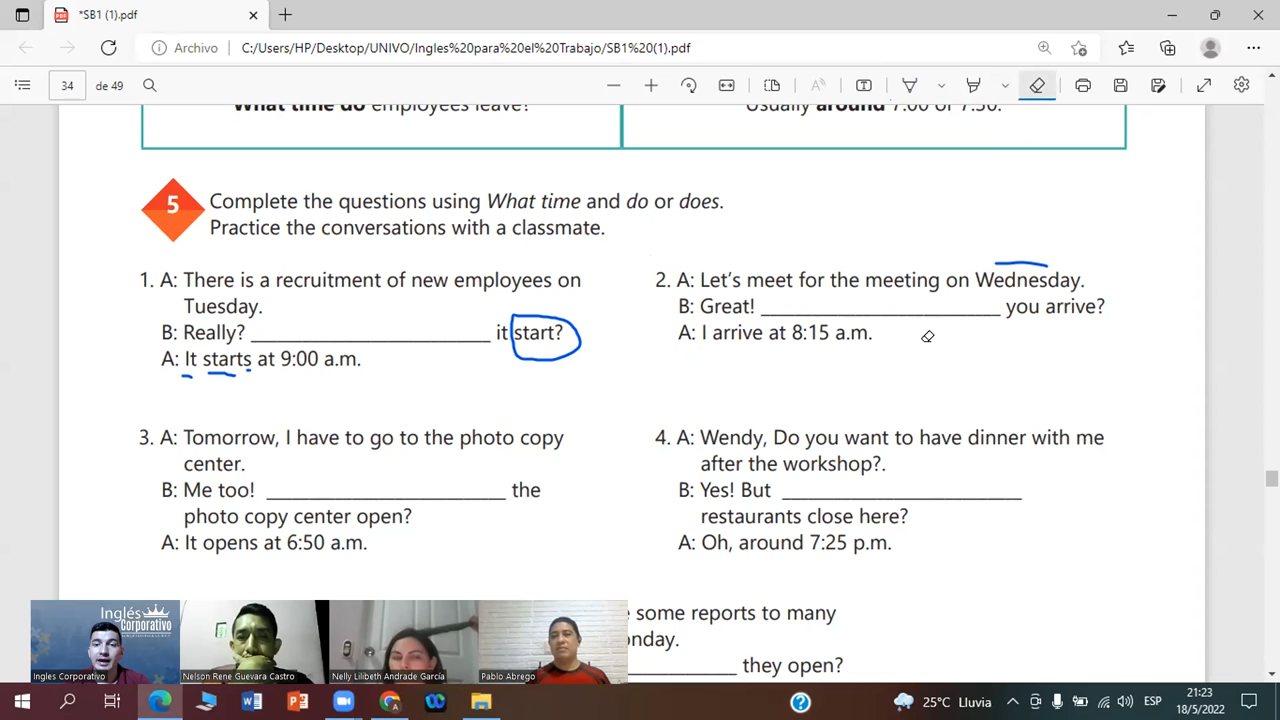 *SB1 (1).pdf
Archivo
C:/Users/HP/Desktop/UNIVO/Ingles%20para%20el%20Trabajo/SB1%20(1).pdf
34 de 49
What time do employees leave?
Usually around 7:00 or 7:30.
5
Complete the questions using What time and do or does.
Practice the conversations with a classmate.
1. A: There is a recruitment of new employees on
Tuesday.
B: Really? ________________________ it start?
A: It starts at 9:00 a.m.
2. A: Let's meet for the meeting on Wednesday.
B: Great! ________________________ you arrive?
A: I arrive at 8:15 a.m.
3. A: Tomorrow, I have to go to the photo copy
center.
B: Me too! ________________________ the
photo copy center open?
A: It opens at 6:50 a.m.
4. A: Wendy, Do you want to have dinner with me
after the workshop?.
B: Yes! But ________________________
restaurants close here?
A: Oh, around 7:25 p.m.
some reports to many
onday.
___________ they open?
Inglés
Corporativo
Ingles Corporativo
Nelson Rene Guevara Castro
Nelly Lilibeth Andrade García
Pablo Abrego
25°C Lluvia
ESP
21:23
18/5/2022